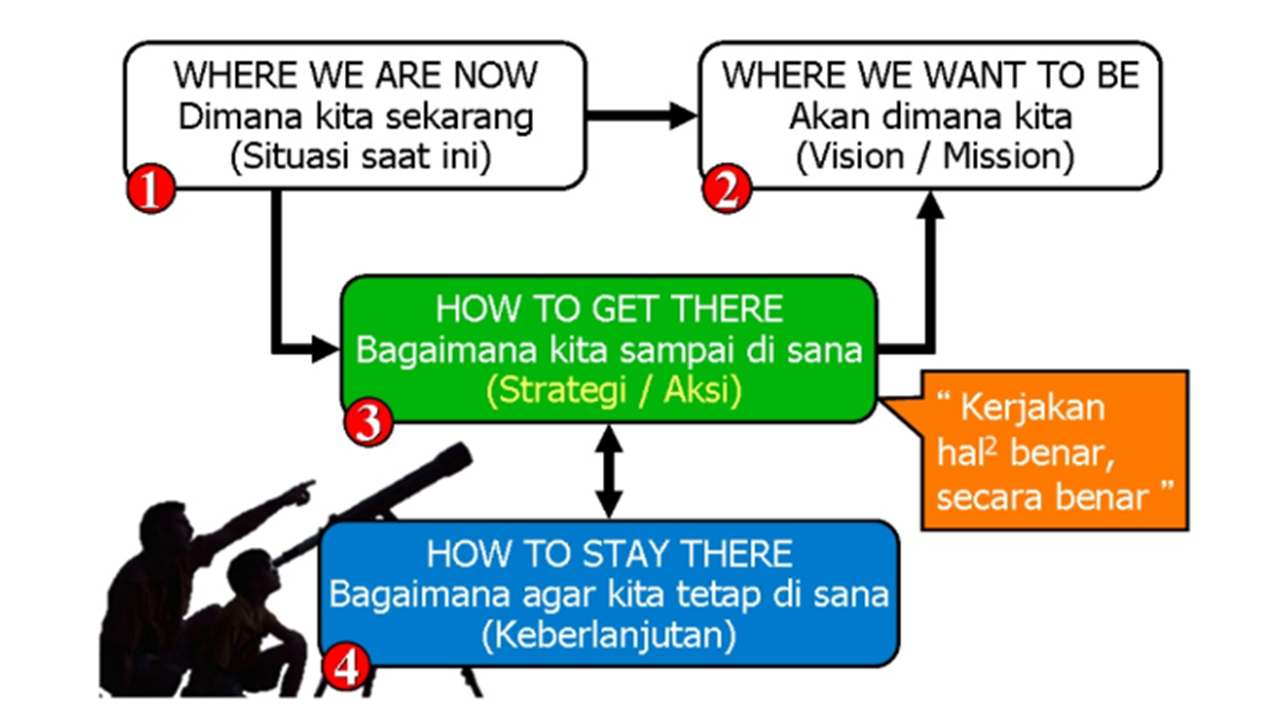 WHERE WE ARE NOW
Dimana kita sekarang
(Situasi saat ini)
1
WHERE WE WANT TO BE
Akan dimana kita
(Vision / Mission)
2
HOW TO GET THERE
Bagaimana kita sampai di sana
(Strategi / Aksi)
3
“ Kerjakan
hal² benar,
secara benar ”
HOW TO STAY THERE
Bagaimana agar kita tetap di sana
(Keberlanjutan)
4